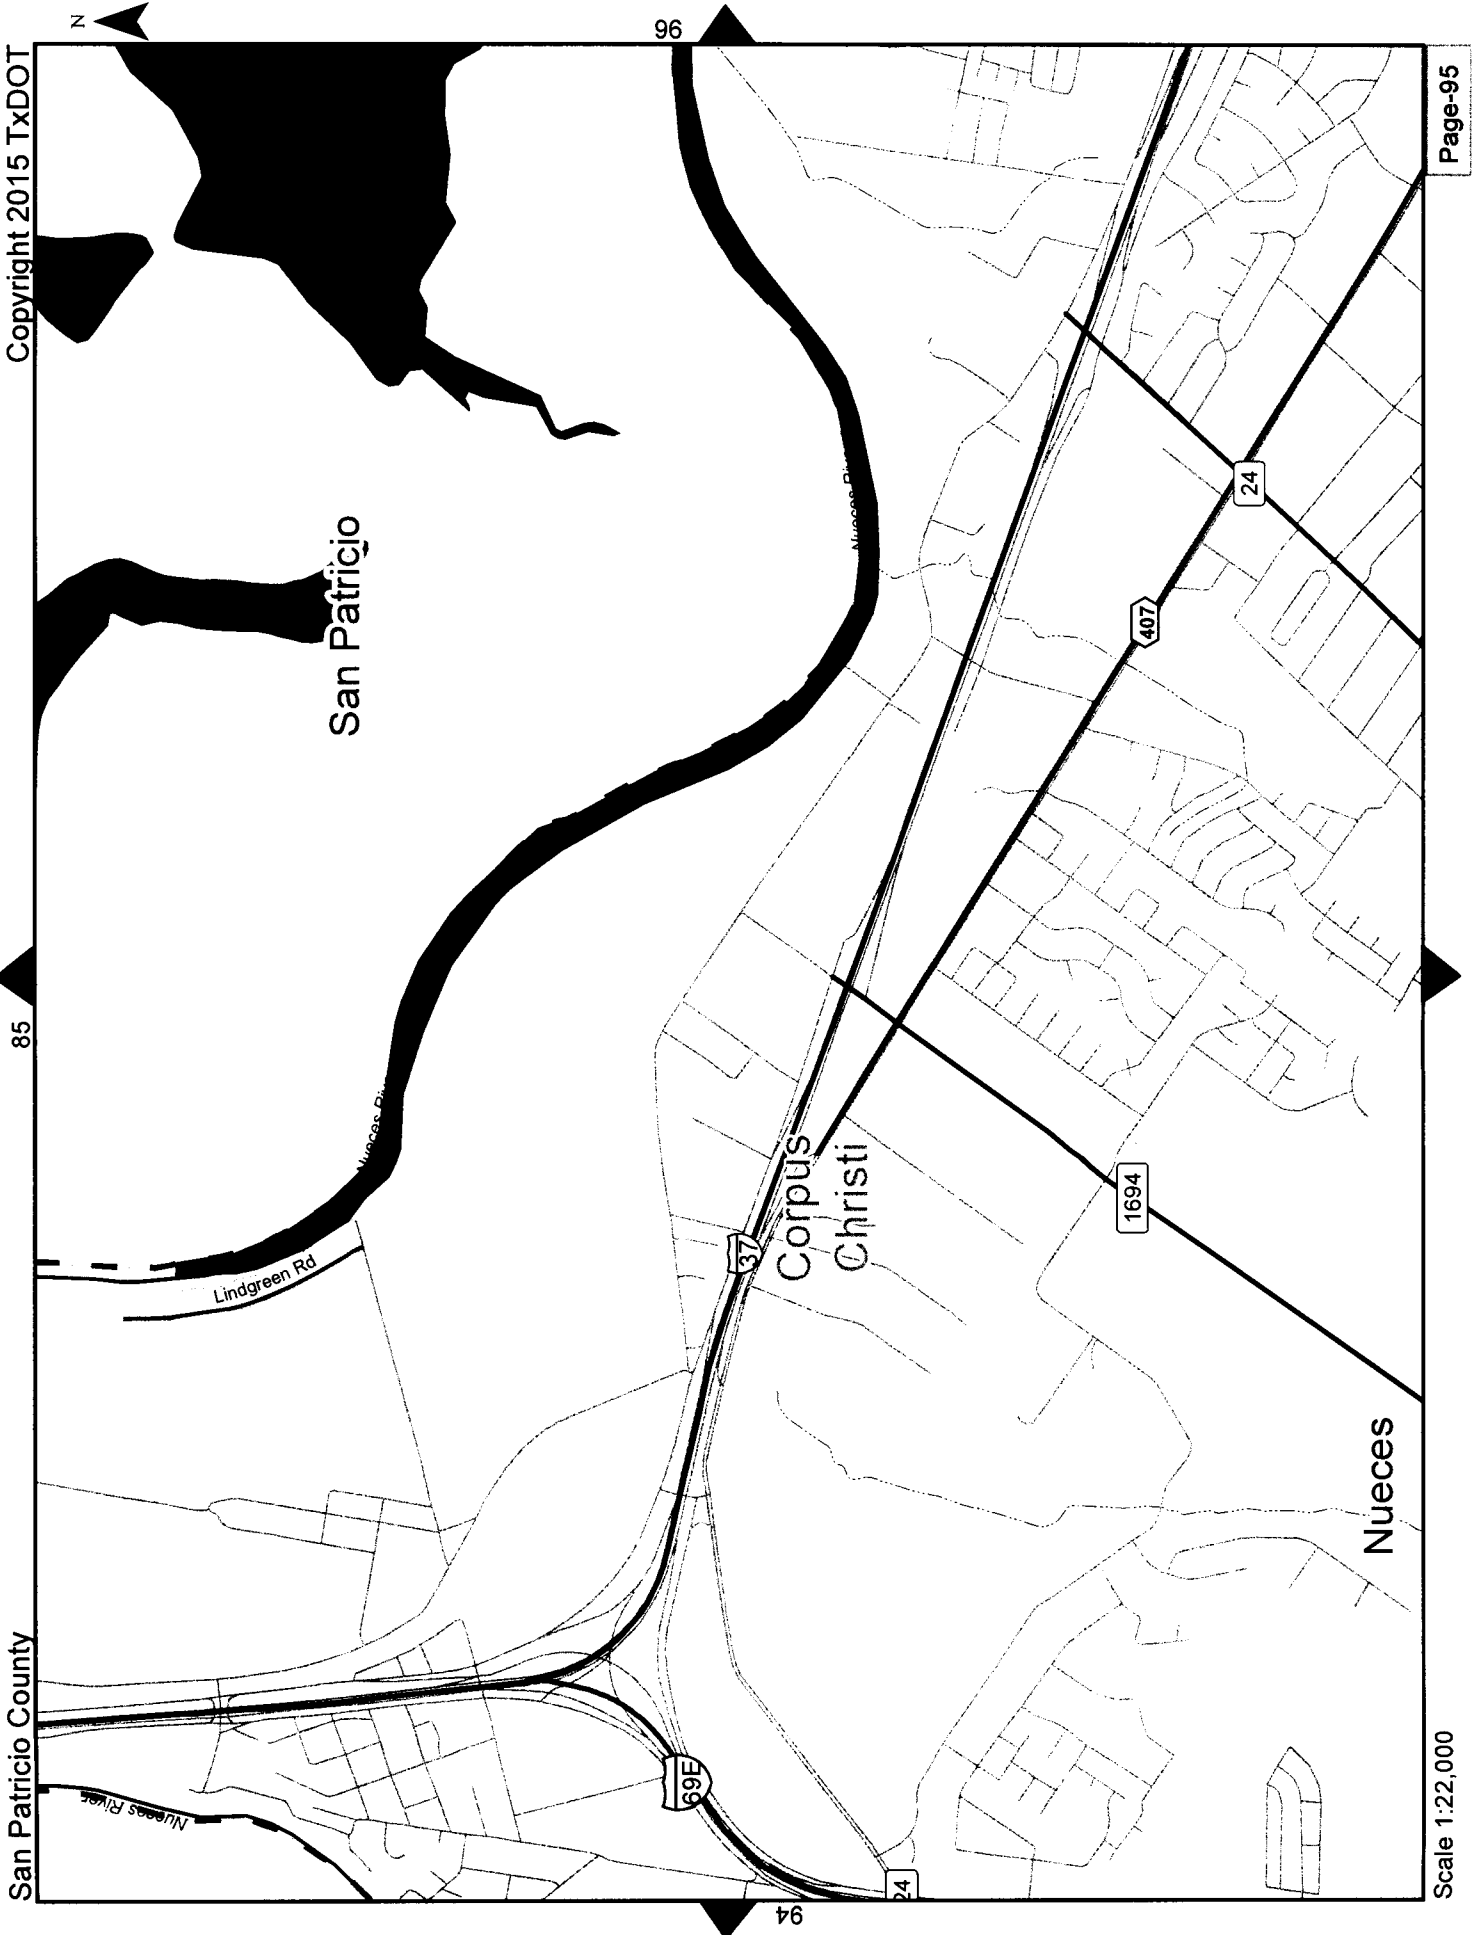 San Patricio County
Copyright 2015 TxDOT
N
85
96
94
San Patricio
Nueces River
Lindgreen Rd
37
Corpus
Christi
69E
24
1694
407
24
Nueces
Scale 1:22,000
Page-95